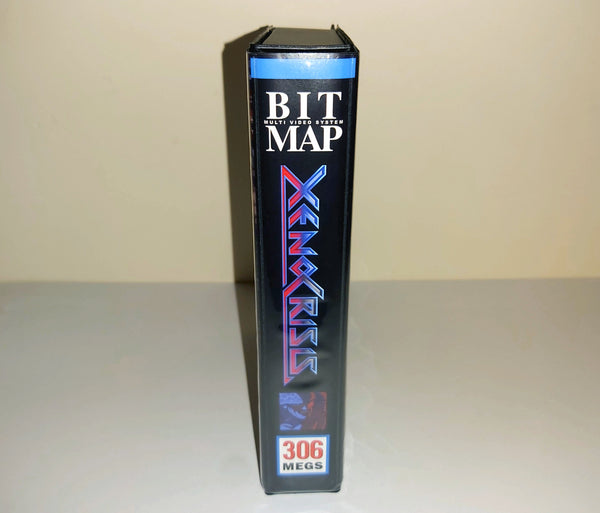 BIT
MULTI VIDEO SYSTEM
MAP
XENOCRISIS
306
MEGS